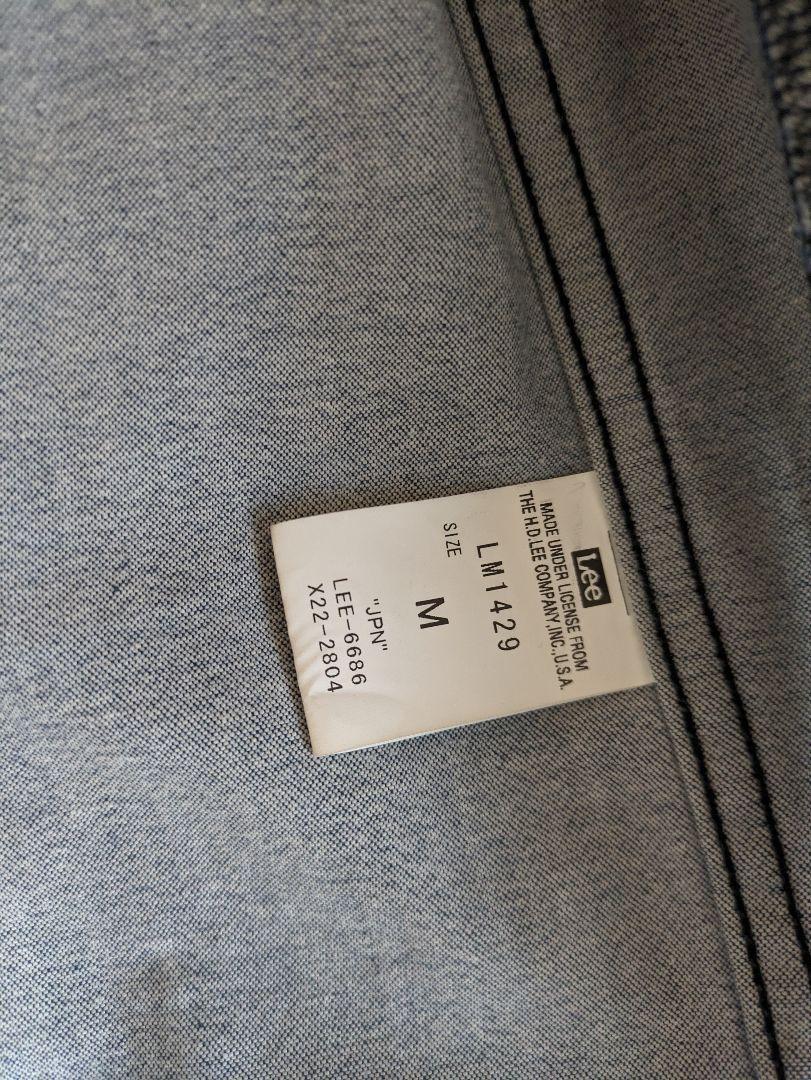 Lee
MADE UNDER LICENSE FROM
THE H.D.LEE COMPANY,INC.,U.S.A.
LM1429
SIZE
M
"JPN"
LEE-6686
X22-2804